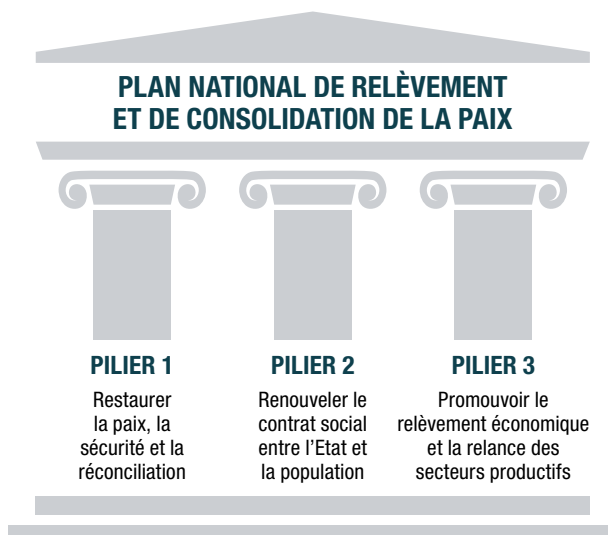 PLAN NATIONAL DE RELÈVEMENT
ET DE CONSOLIDATION DE LA PAIX
PILIER 1
Restaurer
la paix, la
sécurité et la
réconciliation
PILIER 2
Renouveler le
contrat social
entre l'Etat et
la population
PILIER 3
Promouvoir le
relèvement économique
et la relance des
secteurs productifs